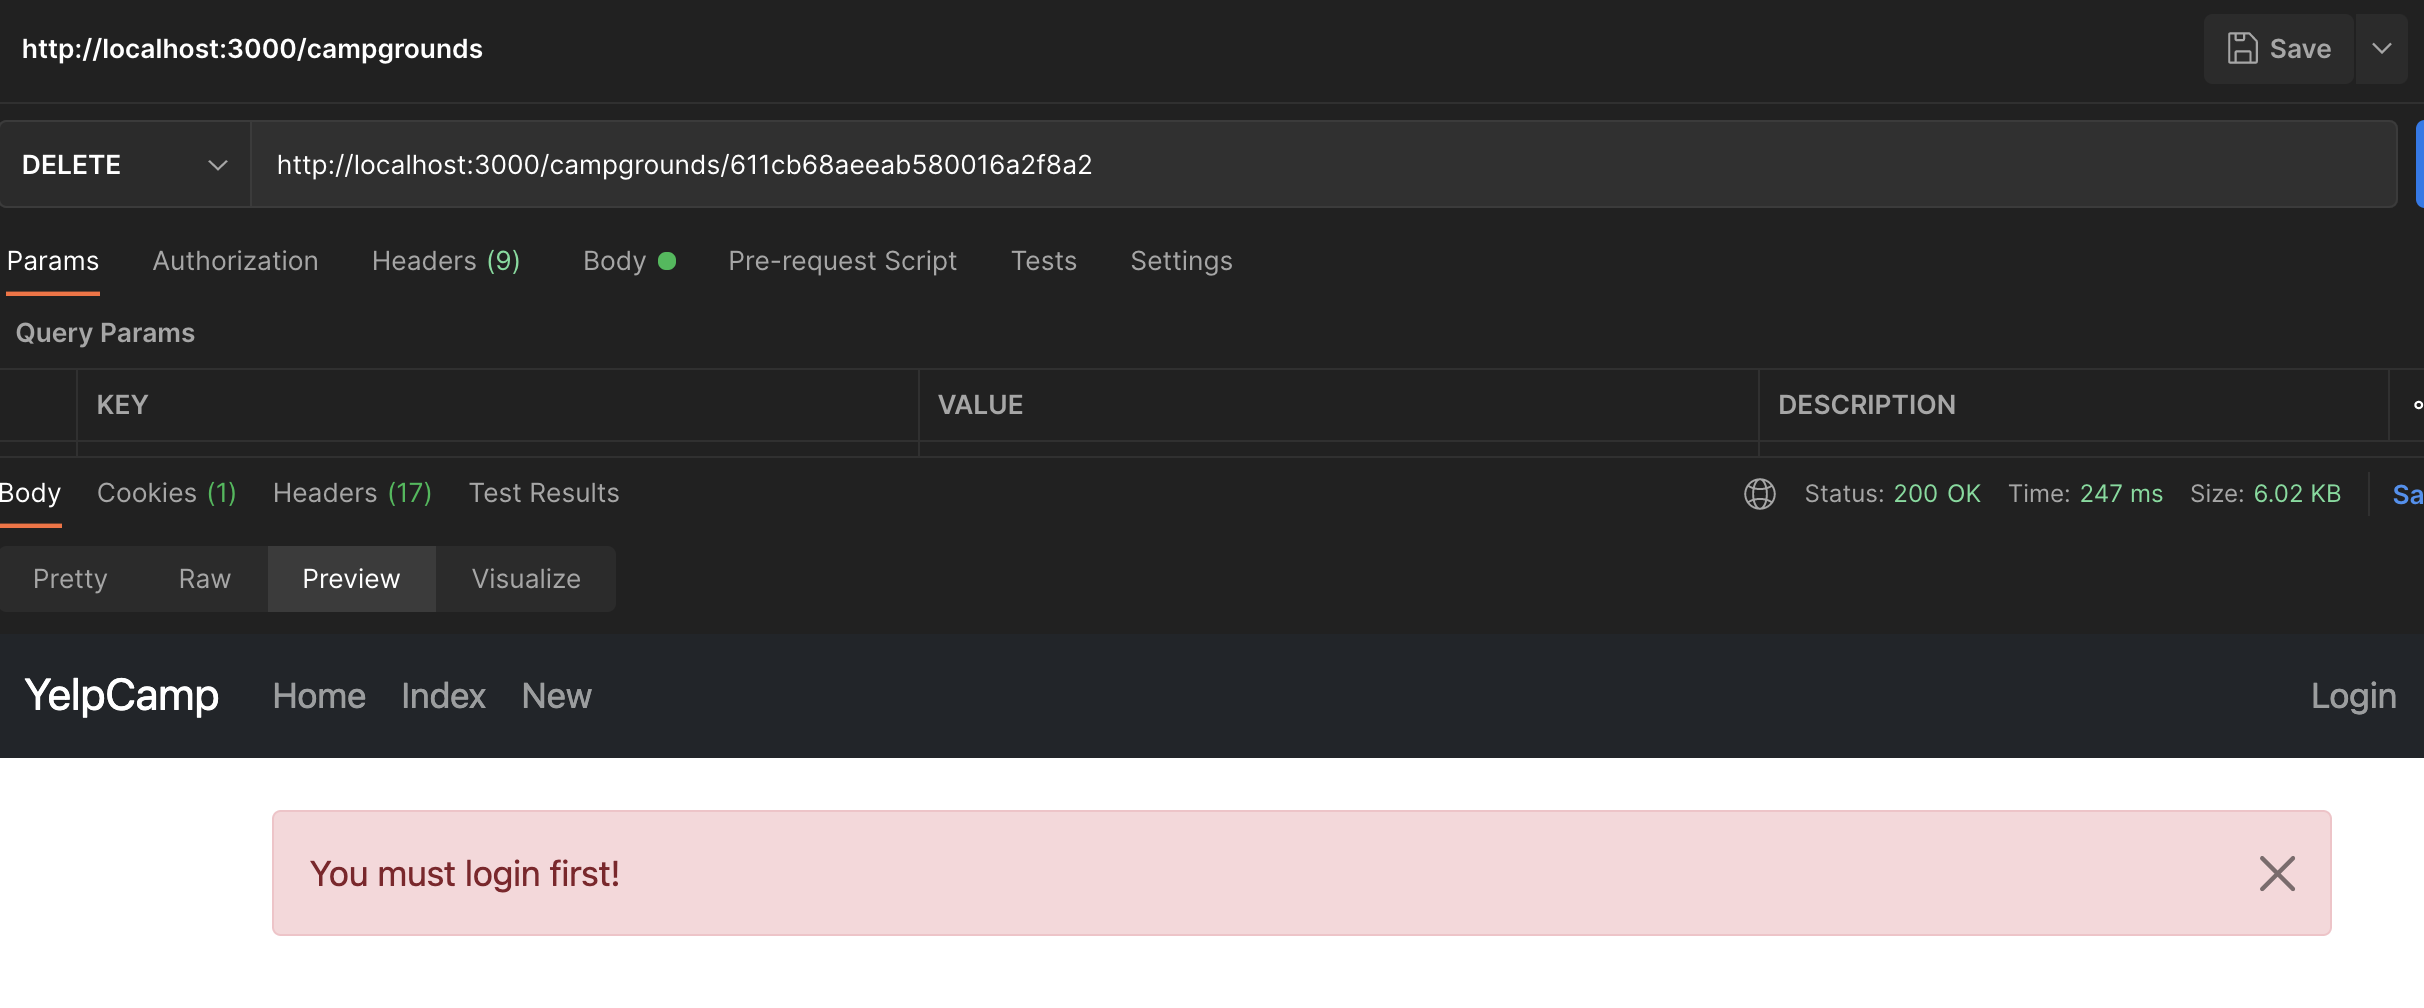 http://localhost:3000/campgrounds
Save
DELETE
http://localhost:3000/campgrounds/611cb68aeeab580016a2f8a2
Params Authorization Headers (9) Body Pre-request Script Tests Settings
Query Params
KEY VALUE DESCRIPTION
Body Cookies (1) Headers (17) Test Results Status: 200 OK Time: 247 ms Size: 6.02 KB Sa
Pretty Raw Preview Visualize
YelpCamp Home Index New Login
You must login first!